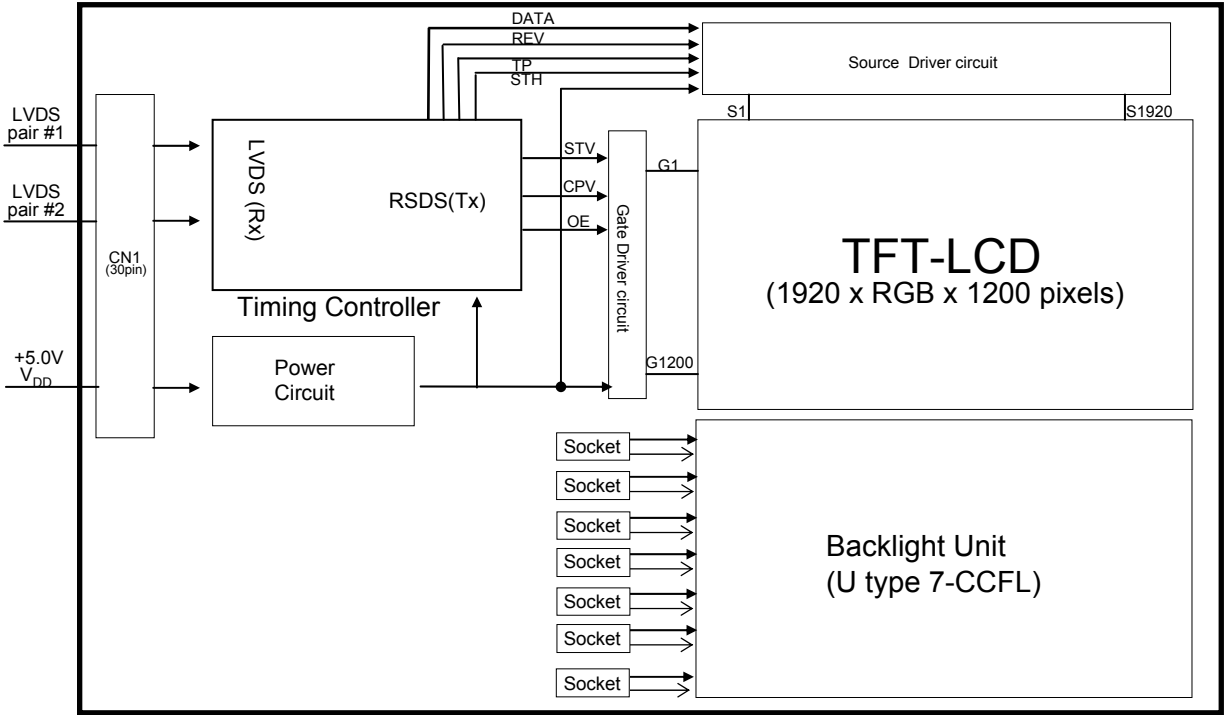 DATA
REV
TP
STH
Source Driver circuit
S1
S1920
LVDS
pair #1
LVDS
pair #2
CN1
(30pin)
LVDS (Rx)
RSDS(Tx)
Timing Controller
STV
CPV
OE
Gate Driver circuit
G1
G1200
TFT-LCD
(1920 x RGB x 1200 pixels)
+5.0V
VDD
Power
Circuit
Socket
Socket
Socket
Socket
Socket
Socket
Socket
Backlight Unit
(U type 7-CCFL)